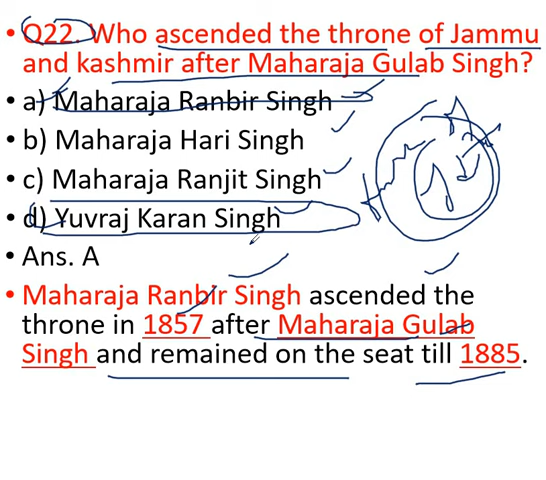 • Q22. Who ascended the throne of Jammu
and kashmir after Maharaja Gulab Singh?
• a) Maharaja Ranbir Singh
• b) Maharaja Hari Singh
• c) Maharaja Ranjit Singh
• d) Yuvraj Karan Singh
• Ans. A
• Maharaja Ranbir Singh ascended the
throne in 1857 after Maharaja Gulab
Singh and remained on the seat till 1885.